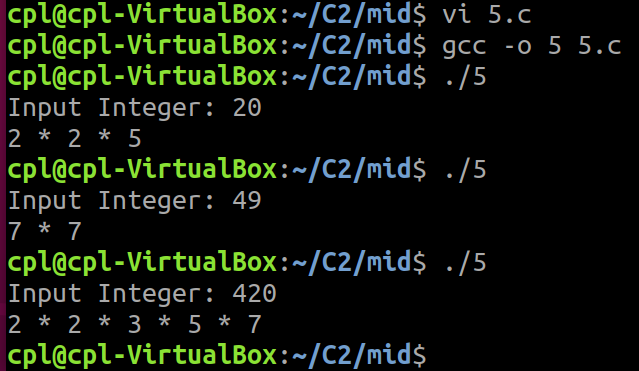 cpl@cpl-VirtualBox:~/C2/mid$ vi 5.c
cpl@cpl-VirtualBox:~/C2/mid$ gcc -o 5 5.c
cpl@cpl-VirtualBox:~/C2/mid$ ./5
Input Integer: 20
2 * 2 * 5
cpl@cpl-VirtualBox:~/C2/mid$ ./5
Input Integer: 49
7 * 7
cpl@cpl-VirtualBox:~/C2/mid$ ./5
Input Integer: 420
2 * 2 * 3 * 5 * 7
cpl@cpl-VirtualBox:~/C2/mid$